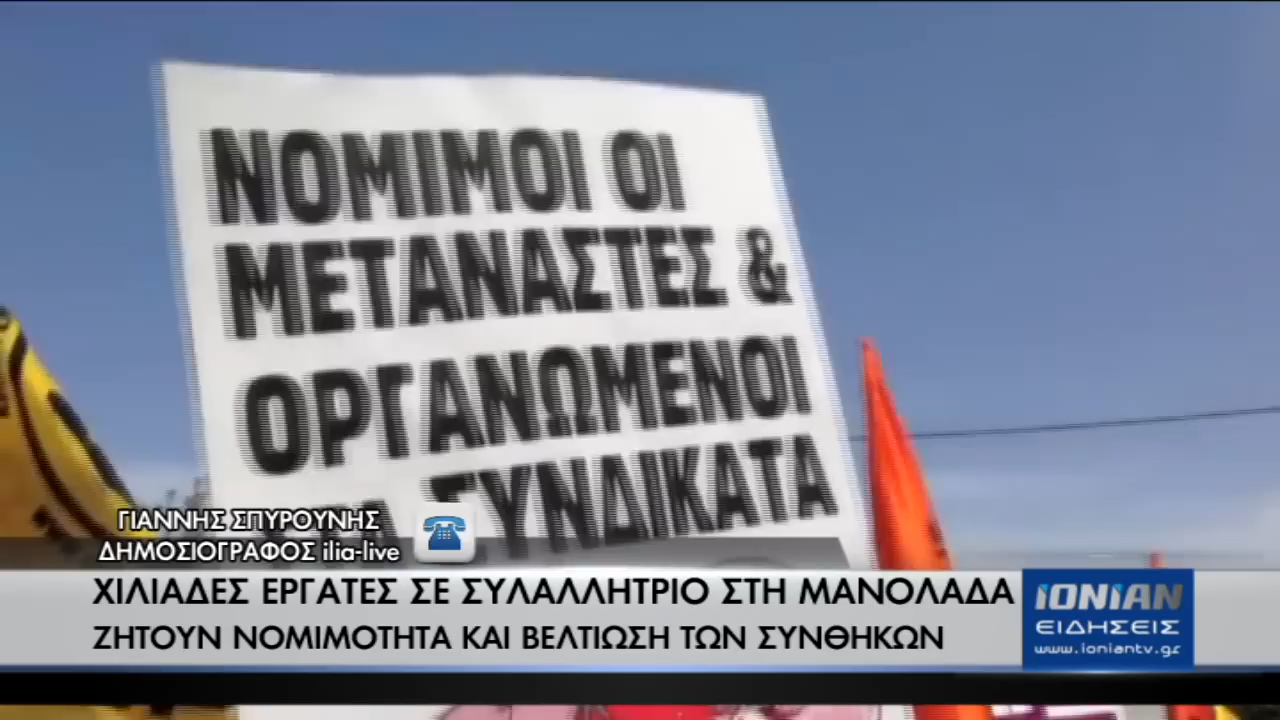 ΝΟΜΙΜΟΙ ΟΙ
ΜΕΤΑΝΑΣΤΕΣ &
ΟΡΓΑΝΩΜΕΝΟΙ
ΣΥΝΔΙΚΑΤΑ
ΓΙΑΝΝΗΣ ΣΠΥΡΟΥΝΗΣ
ΔΗΜΟΣΙΟΓΡΑΦΟΣ ilia-live
ΧΙΛΙΑΔΕΣ ΕΡΓΑΤΕΣ ΣΕ ΣΥΛΑΛΛΗΤΡΙΟ ΣΤΗ ΜΑΝΟΛΑΔΑ
ΖΗΤΟΥΝ ΝΟΜΙΜΟΤΗΤΑ ΚΑΙ ΒΕΛΤΙΩΣΗ ΤΩΝ ΣΥΝΘΗΚΩΝ
IONIAN
ΕΙΔΗΣΕΙΣ
www.ioniantv.gr